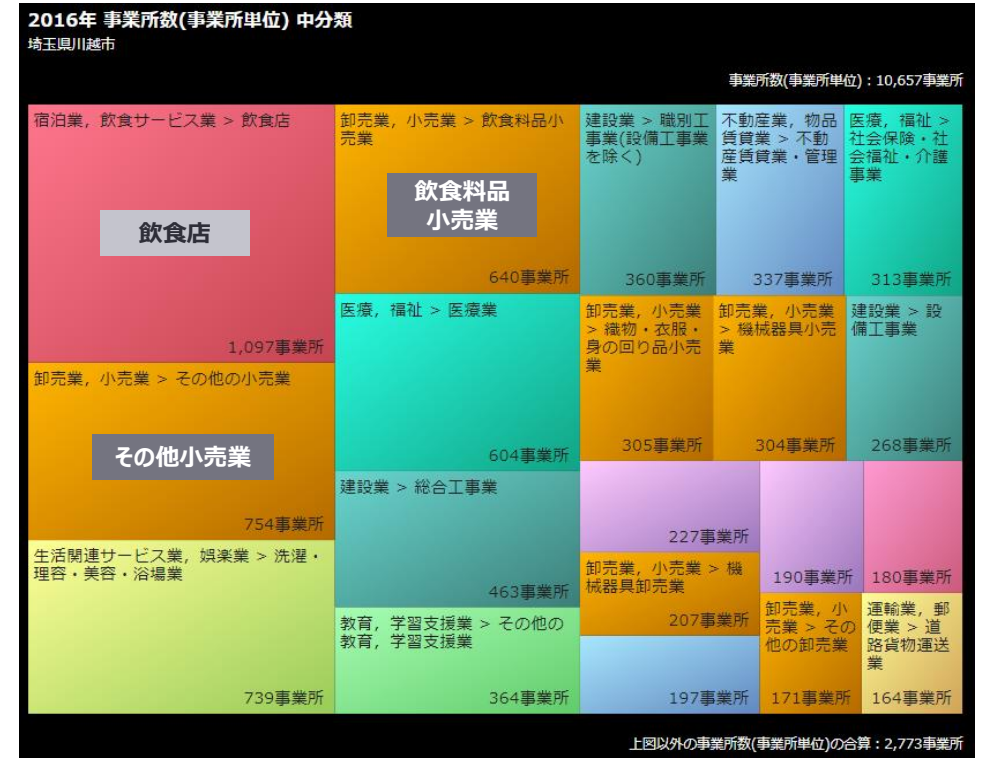 2016年 事業所数(事業所単位) 中分類
埼玉県川越市
事業所数(事業所単位)：10,657事業所
宿泊業，飲食サービス業 > 飲食店
飲食店
1,097事業所
卸売業，小売業 > その他の小売業
その他小売業
754事業所
生活関連サービス業，娯楽業 > 洗濯・
理容・美容・浴場業
739事業所
卸売業，小売業 > 飲食料品小
売業
飲食料品
小売業
640事業所
医療，福祉 > 医療業
604事業所
建設業 > 総合工事業
463事業所
教育，学習支援業 > その他の
教育，学習支援業
364事業所
建設業 > 職別工
事業(設備工事業
を除く)
360事業所
不動産業，物品
賃貸業 > 不動
産賃貸業・管理
業
337事業所
医療，福祉 >
社会保険・社
会福祉・介護
事業
313事業所
卸売業，小売業
> 織物・衣服・
身の回り品小売
業
305事業所
卸売業，小売業
> 機械器具小売
業
304事業所
建設業 > 設
備工事業
268事業所
227事業所
卸売業，小売業 > 機
械器具卸売業
207事業所
197事業所
190事業所
180事業所
卸売業，小
売業 > その
他の卸売業
171事業所
運輸業，郵
便業 > 道
路貨物運送
業
164事業所
上図以外の事業所数(事業所単位)の合算：2,773事業所